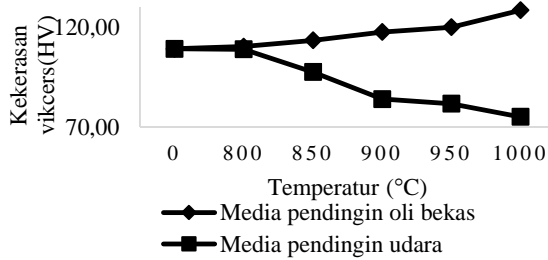 Kekerasan
vikcers(HV)
120,00
70,00
0 800 850 900 950 1000
Temperatur (°C)
Media pendingin oli bekas
Media pendingin udara